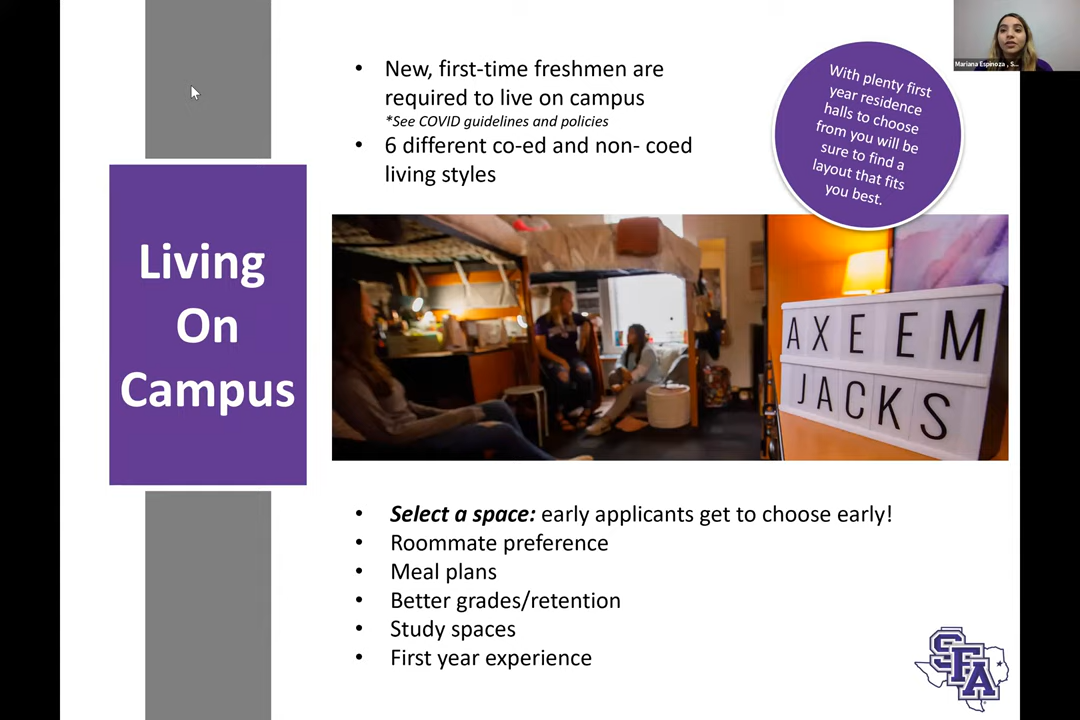 Living
On
Campus
• New, first-time freshmen are
required to live on campus
*See COVID guidelines and policies
• 6 different co-ed and non- coed
living styles
With plenty first
year residence
halls to choose
from you will be
sure to find a
layout that fits
you best.
Mariana Espinoza , S...
AXEEM
JACKS
• Select a space: early applicants get to choose early!
• Roommate preference
• Meal plans
• Better grades/retention
• Study spaces
• First year experience
SFA